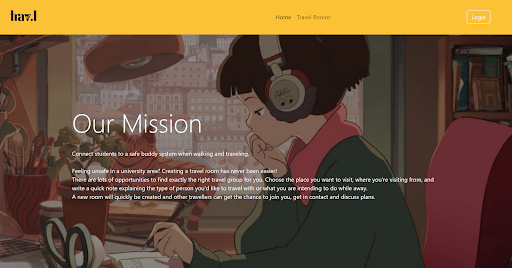 trav.l
Home Travel Rooms
Login
Our Mission
Connect students to a safe buddy system when walking and traveling.
Feeling unsafe in a university area? Creating a travel room has never been easier!
There are lots of opportunities to find exactly the right travel group for you. Choose the place you want to visit, where you're visiting from, and
write a quick note explaining the type of person you'd like to travel with or what you are intending to do while away.
A new room will quickly be created and other travellers can get the chance to join you, get in contact and discuss plans.